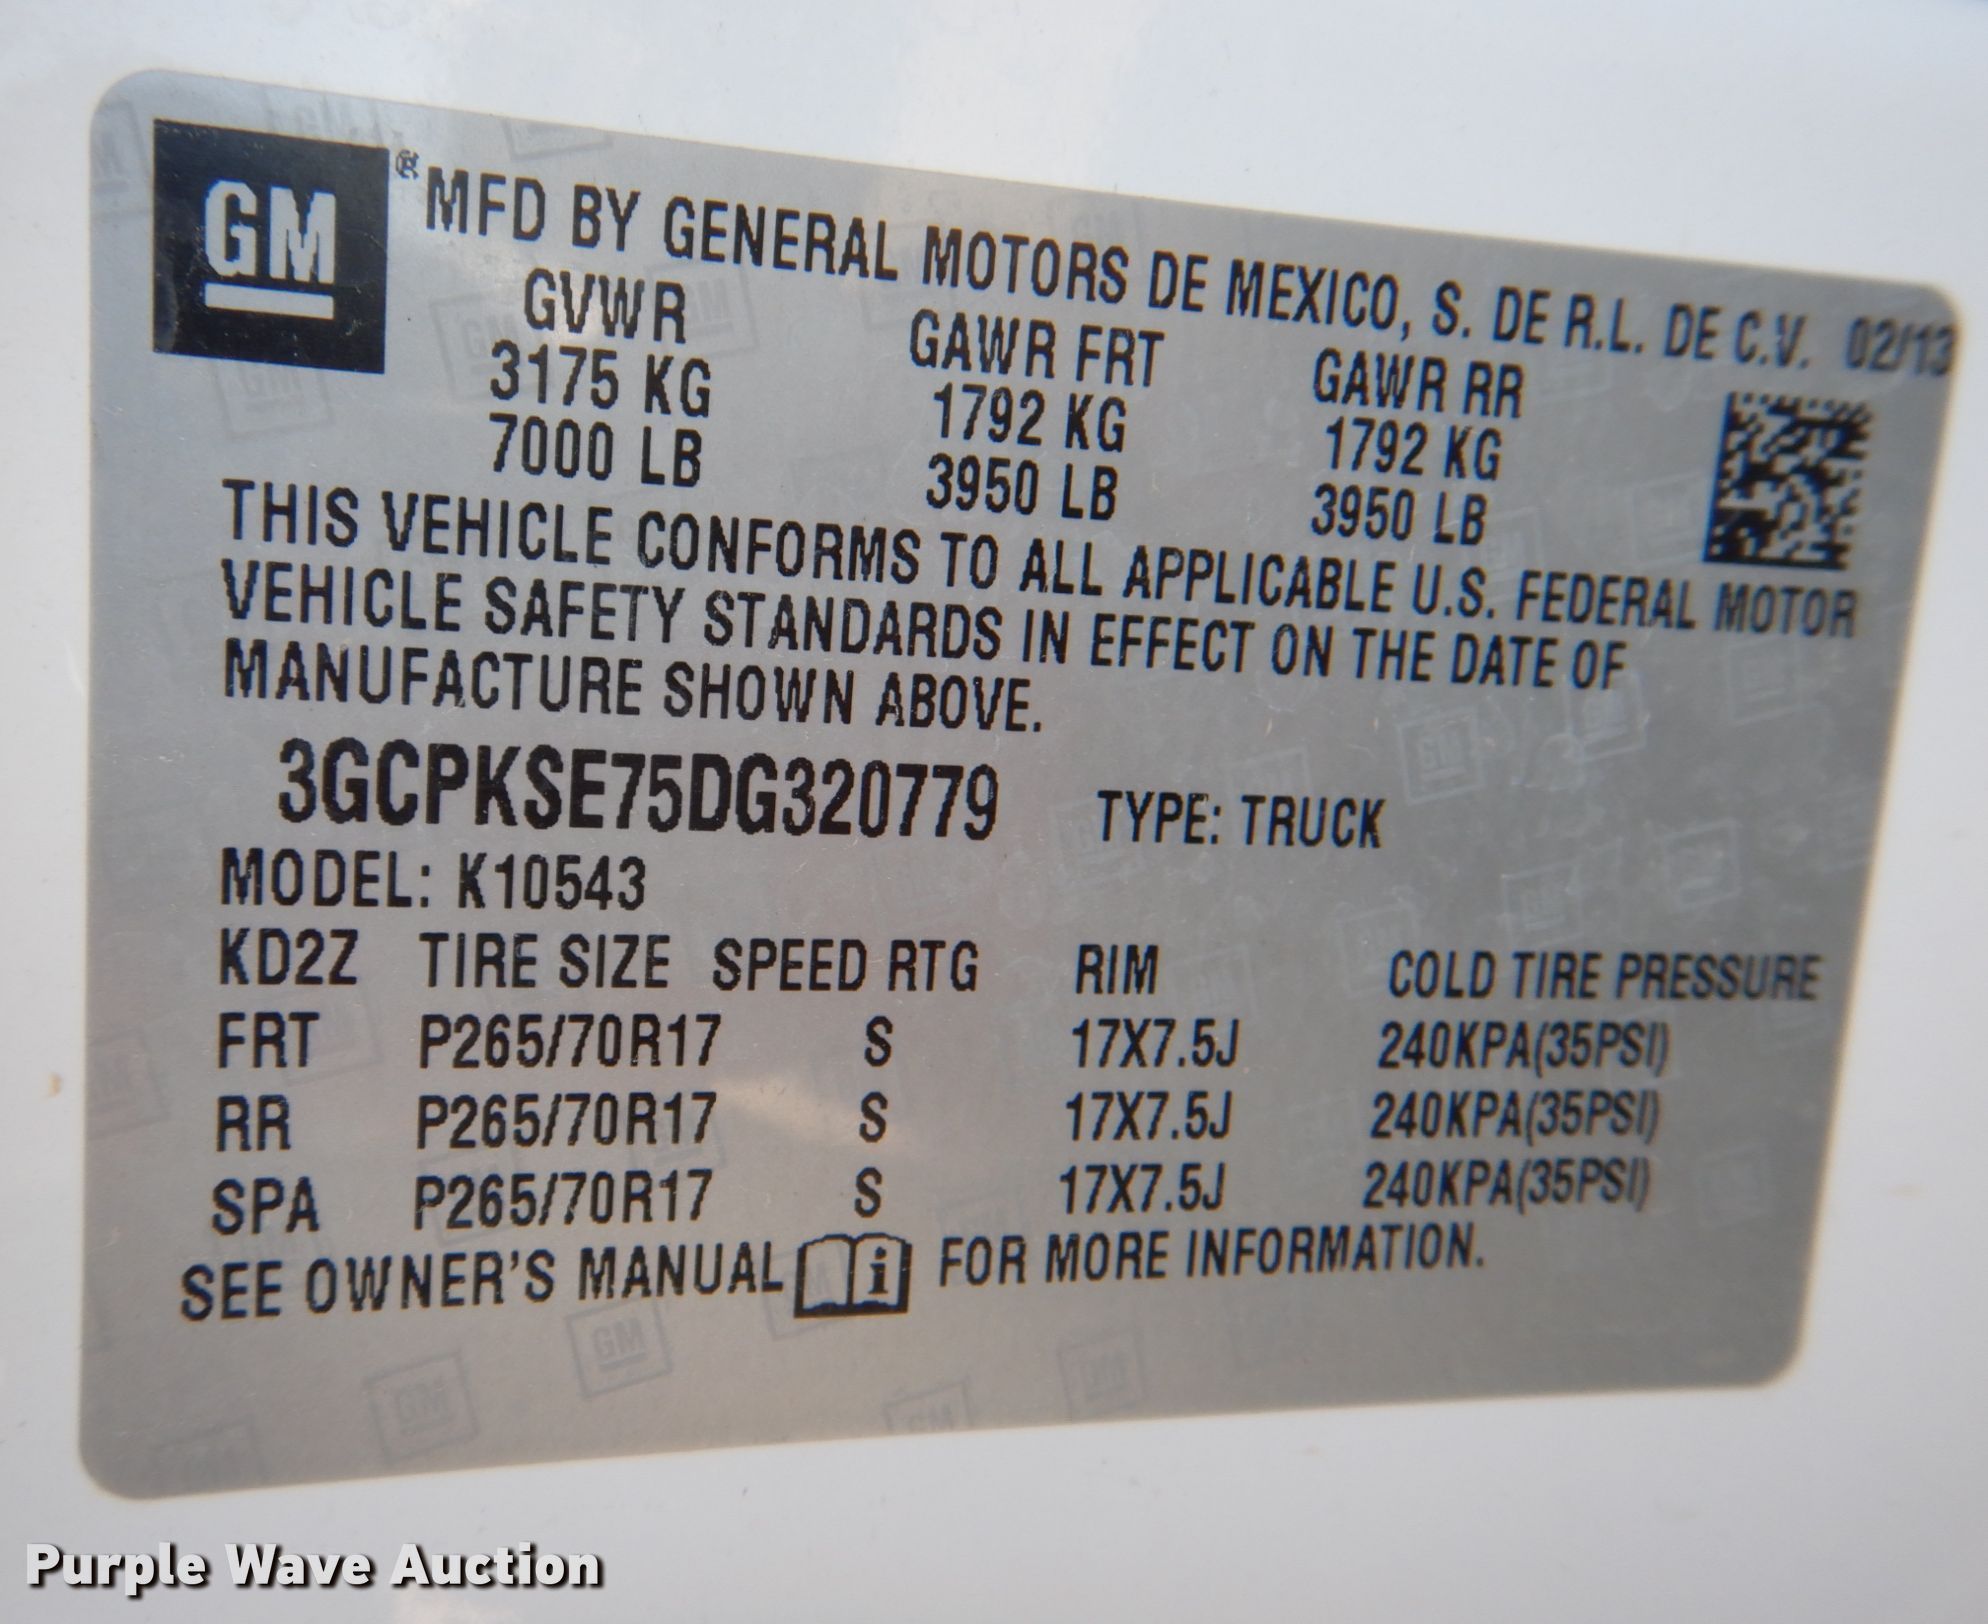 GM
® MFD BY GENERAL MOTORS DE MEXICO, S. DE R.L. DE C.V. 02/13
GVWR GAWR FRT GAWR RR
3175 KG 1792 KG 1792 KG
7000 LB 3950 LB 3950 LB
THIS VEHICLE CONFORMS TO ALL APPLICABLE U.S. FEDERAL MOTOR
VEHICLE SAFETY STANDARDS IN EFFECT ON THE DATE OF
MANUFACTURE SHOWN ABOVE.
3GCPKSE75DG320779 TYPE: TRUCK
MODEL: K10543
KD2Z TIRE SIZE SPEED RTG RIM COLD TIRE PRESSURE
FRT P265/70R17 S 17X7.5J 240KPA(35PSI)
RR P265/70R17 S 17X7.5J 240KPA(35PSI)
SPA P265/70R17 S 17X7.5J 240KPA(35PSI)
SEE OWNER'S MANUAL i FOR MORE INFORMATION.
Purple Wave Auction